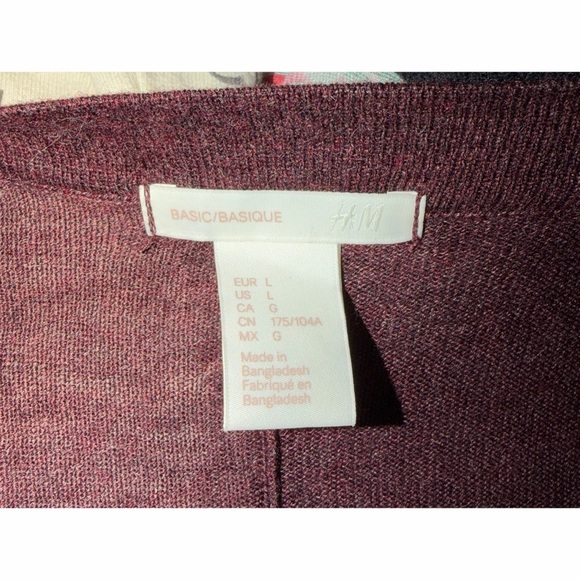 BASIC/BASIQUE H&M
EUR L
US L
CA G
CN 175/104A
MX G
Made in
Bangladesh
Fabriqué en
Bangladesh